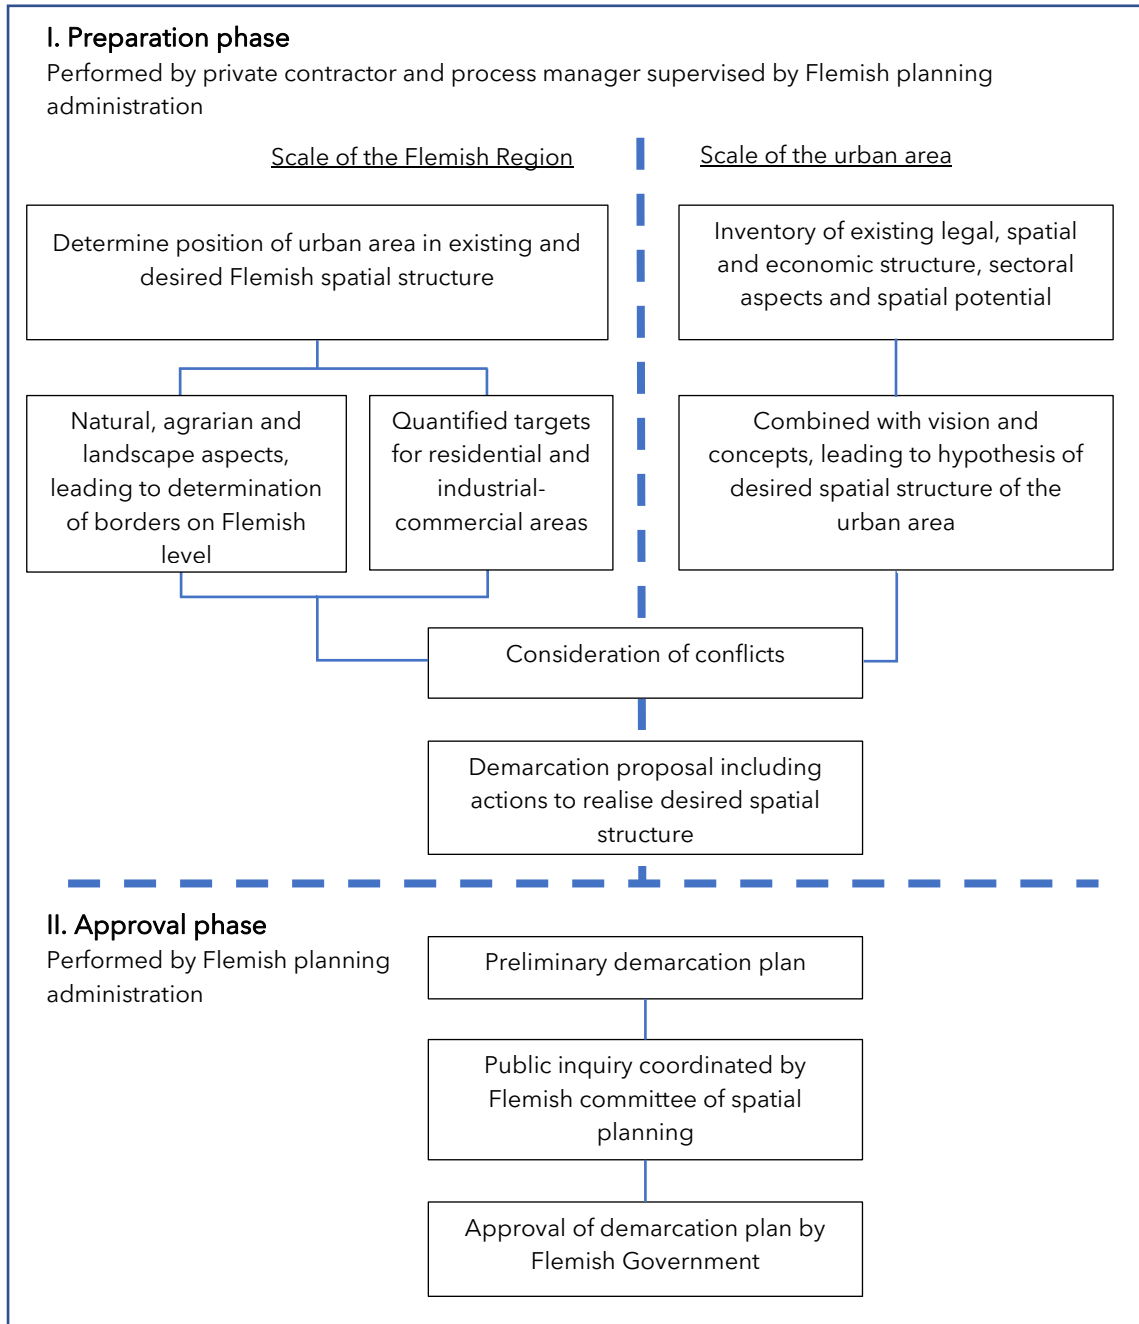 I. Preparation phase
Performed by private contractor and process manager supervised by Flemish planning
administration
Scale of the Flemish Region
Scale of the urban area
Determine position of urban area in existing and
desired Flemish spatial structure
Inventory of existing legal, spatial
and economic structure, sectoral
aspects and spatial potential
Natural, agrarian and
landscape aspects,
leading to determination
of borders on Flemish
level
Quantified targets
for residential and
industrial-
commercial areas
Combined with vision and
concepts, leading to hypothesis of
desired spatial structure of the
urban area
Consideration of conflicts
Demarcation proposal including
actions to realise desired spatial
structure
II. Approval phase
Performed by Flemish planning
administration
Preliminary demarcation plan
Public inquiry coordinated by
Flemish committee of spatial
planning
Approval of demarcation plan by
Flemish Government